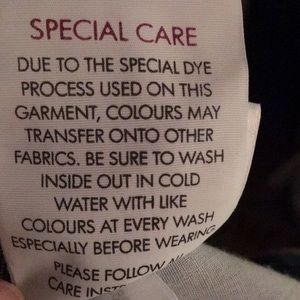 SPECIAL CARE
DUE TO THE SPECIAL DYE
PROCESS USED ON THIS
GARMENT, COLOURS MAY
TRANSFER ONTO OTHER
FABRICS. BE SURE TO WASH
INSIDE OUT IN COLD
WATER WITH LIKE
COLOURS AT EVERY WASH
ESPECIALLY BEFORE WEARING
PLEASE FOLLOW
CARE